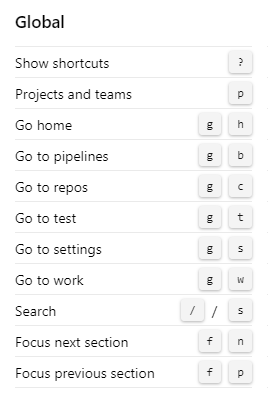 Global
Show shortcuts ?
Projects and teams p
Go home g h
Go to pipelines g b
Go to repos g c
Go to test g t
Go to settings g s
Go to work g w
Search / / s
Focus next section f n
Focus previous section f p